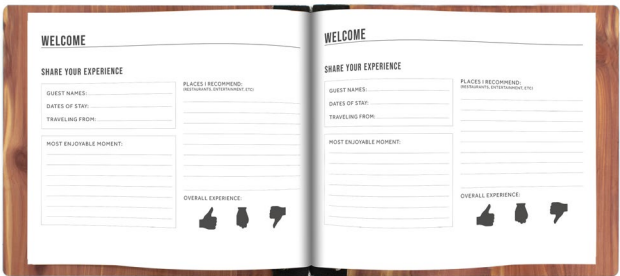 WELCOME
SHARE YOUR EXPERIENCE
GUEST NAMES:
DATES OF STAY:
TRAVELING FROM:
MOST ENJOYABLE MOMENT:
PLACES I RECOMMEND:
(RESTAURANTS, ENTERTAINMENT, ETC)
OVERALL EXPERIENCE:
WELCOME
SHARE YOUR EXPERIENCE
GUEST NAMES:
DATES OF STAY:
TRAVELING FROM:
MOST ENJOYABLE MOMENT:
PLACES I RECOMMEND:
(RESTAURANTS, ENTERTAINMENT, ETC)
OVERALL EXPERIENCE: